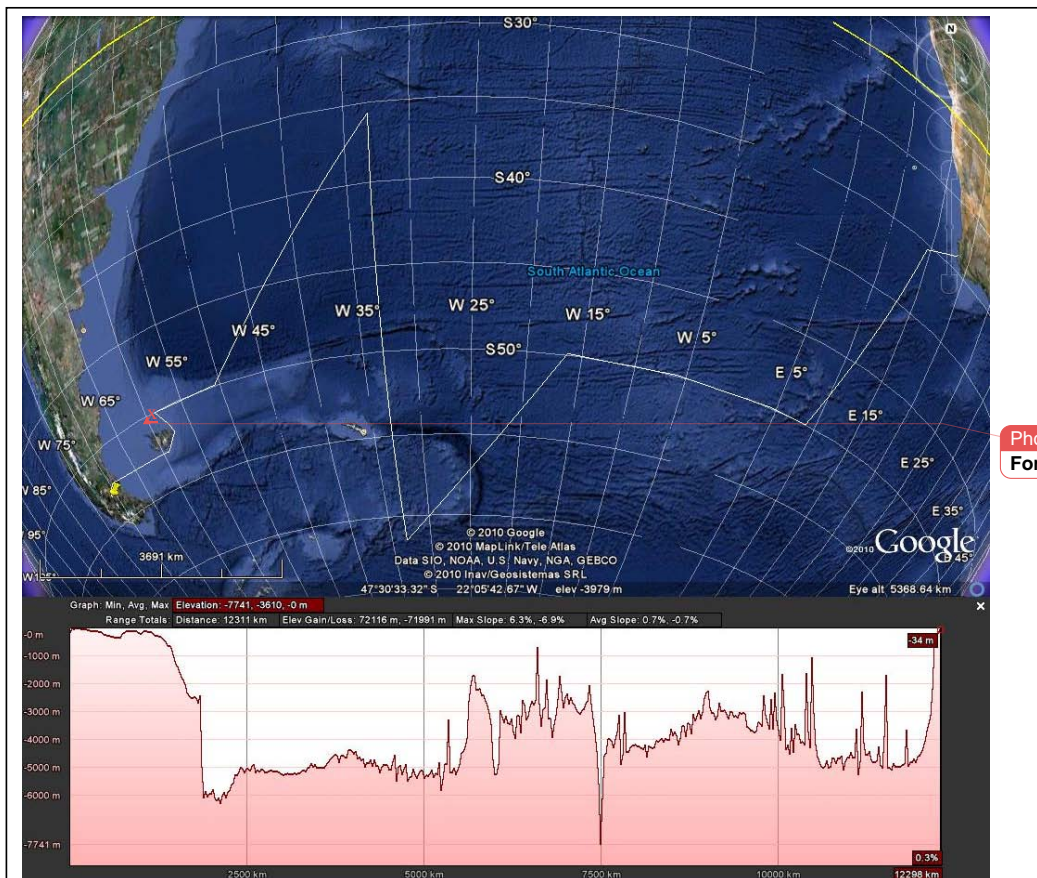 S30°
N
S40°
South Atlantic Ocean
W 25°
W 35°
W 15°
W 45°
W 5°
S50°
W 55°
E 5°
W 65°
E 15°
W 75°
Pho
For
E 25°
W 85°
E 35°
95°
© 2010 Google
© 2010 MapLink/Tele Atlas
Data SIO, NOAA, U.S. Navy, NGA, GEBCO
© 2010 Inav/Geosistemas SRL
©2010 Google
E 45°
3691 km
47°30'33.32" S 22°05'42.67" W elev -3979 m
Eye alt 5368.64 km
Graph: Min, Avg, Max Elevation: -7741, -3610, -0 m
Range Totals: Distance: 12311 km Elev Gain/Loss: 72116 m, -71991 m Max Slope: 6.3%, -6.9% Avg Slope: 0.7%, -0.7%
-0 m
-34 m
-1000 m
-2000 m
-3000 m
-4000 m
-5000 m
-6000 m
-7741 m
0.3%
2500 km 5000 km 7500 km 10000 km 12298 km